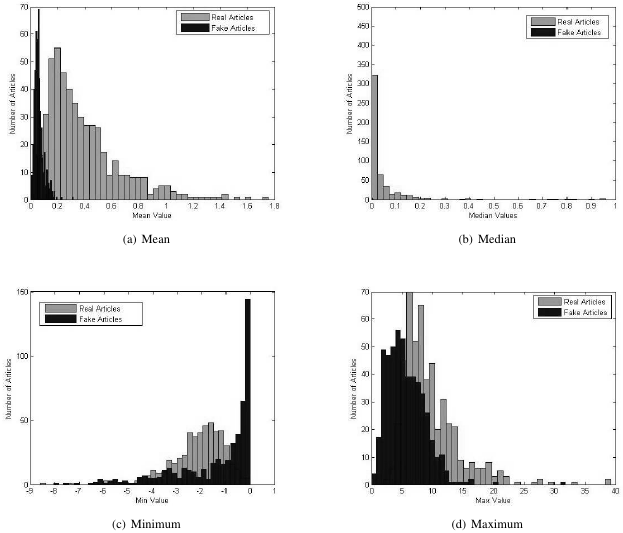 70
60
50
40
30
20
10
0
Number of Articles
Real Articles
Fake Articles
0 0.2 0.4 0.6 0.8 1 1.2 1.4 1.6 1.8
Mean Value
(a) Mean
500
450
400
350
300
250
200
150
100
50
0
Number of Articles
Real Articles
Fake Articles
0 0.1 0.2 0.3 0.4 0.5 0.6 0.7 0.8 0.9 1
Median Values
(b) Median
150
100
50
0
Number of Articles
Real Articles
Fake Articles
-9 -8 -7 -6 -5 -4 -3 -2 -1 0 1
Min Value
(c) Minimum
70
60
50
40
30
20
10
0
Number of Articles
Real Articles
Fake Articles
0 5 10 15 20 25 30 35 40
Max Value
(d) Maximum